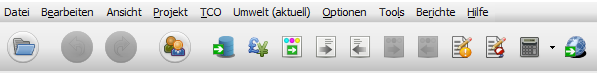 Datei Bearbeiten Ansicht Projekt TCO Umwelt (aktuell) Optionen Tools Berichte Hilfe